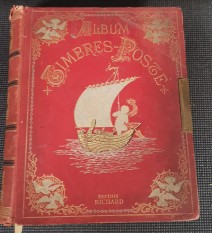 ALBUM
TIMBRES-POSTE
EDITION
RICHARD